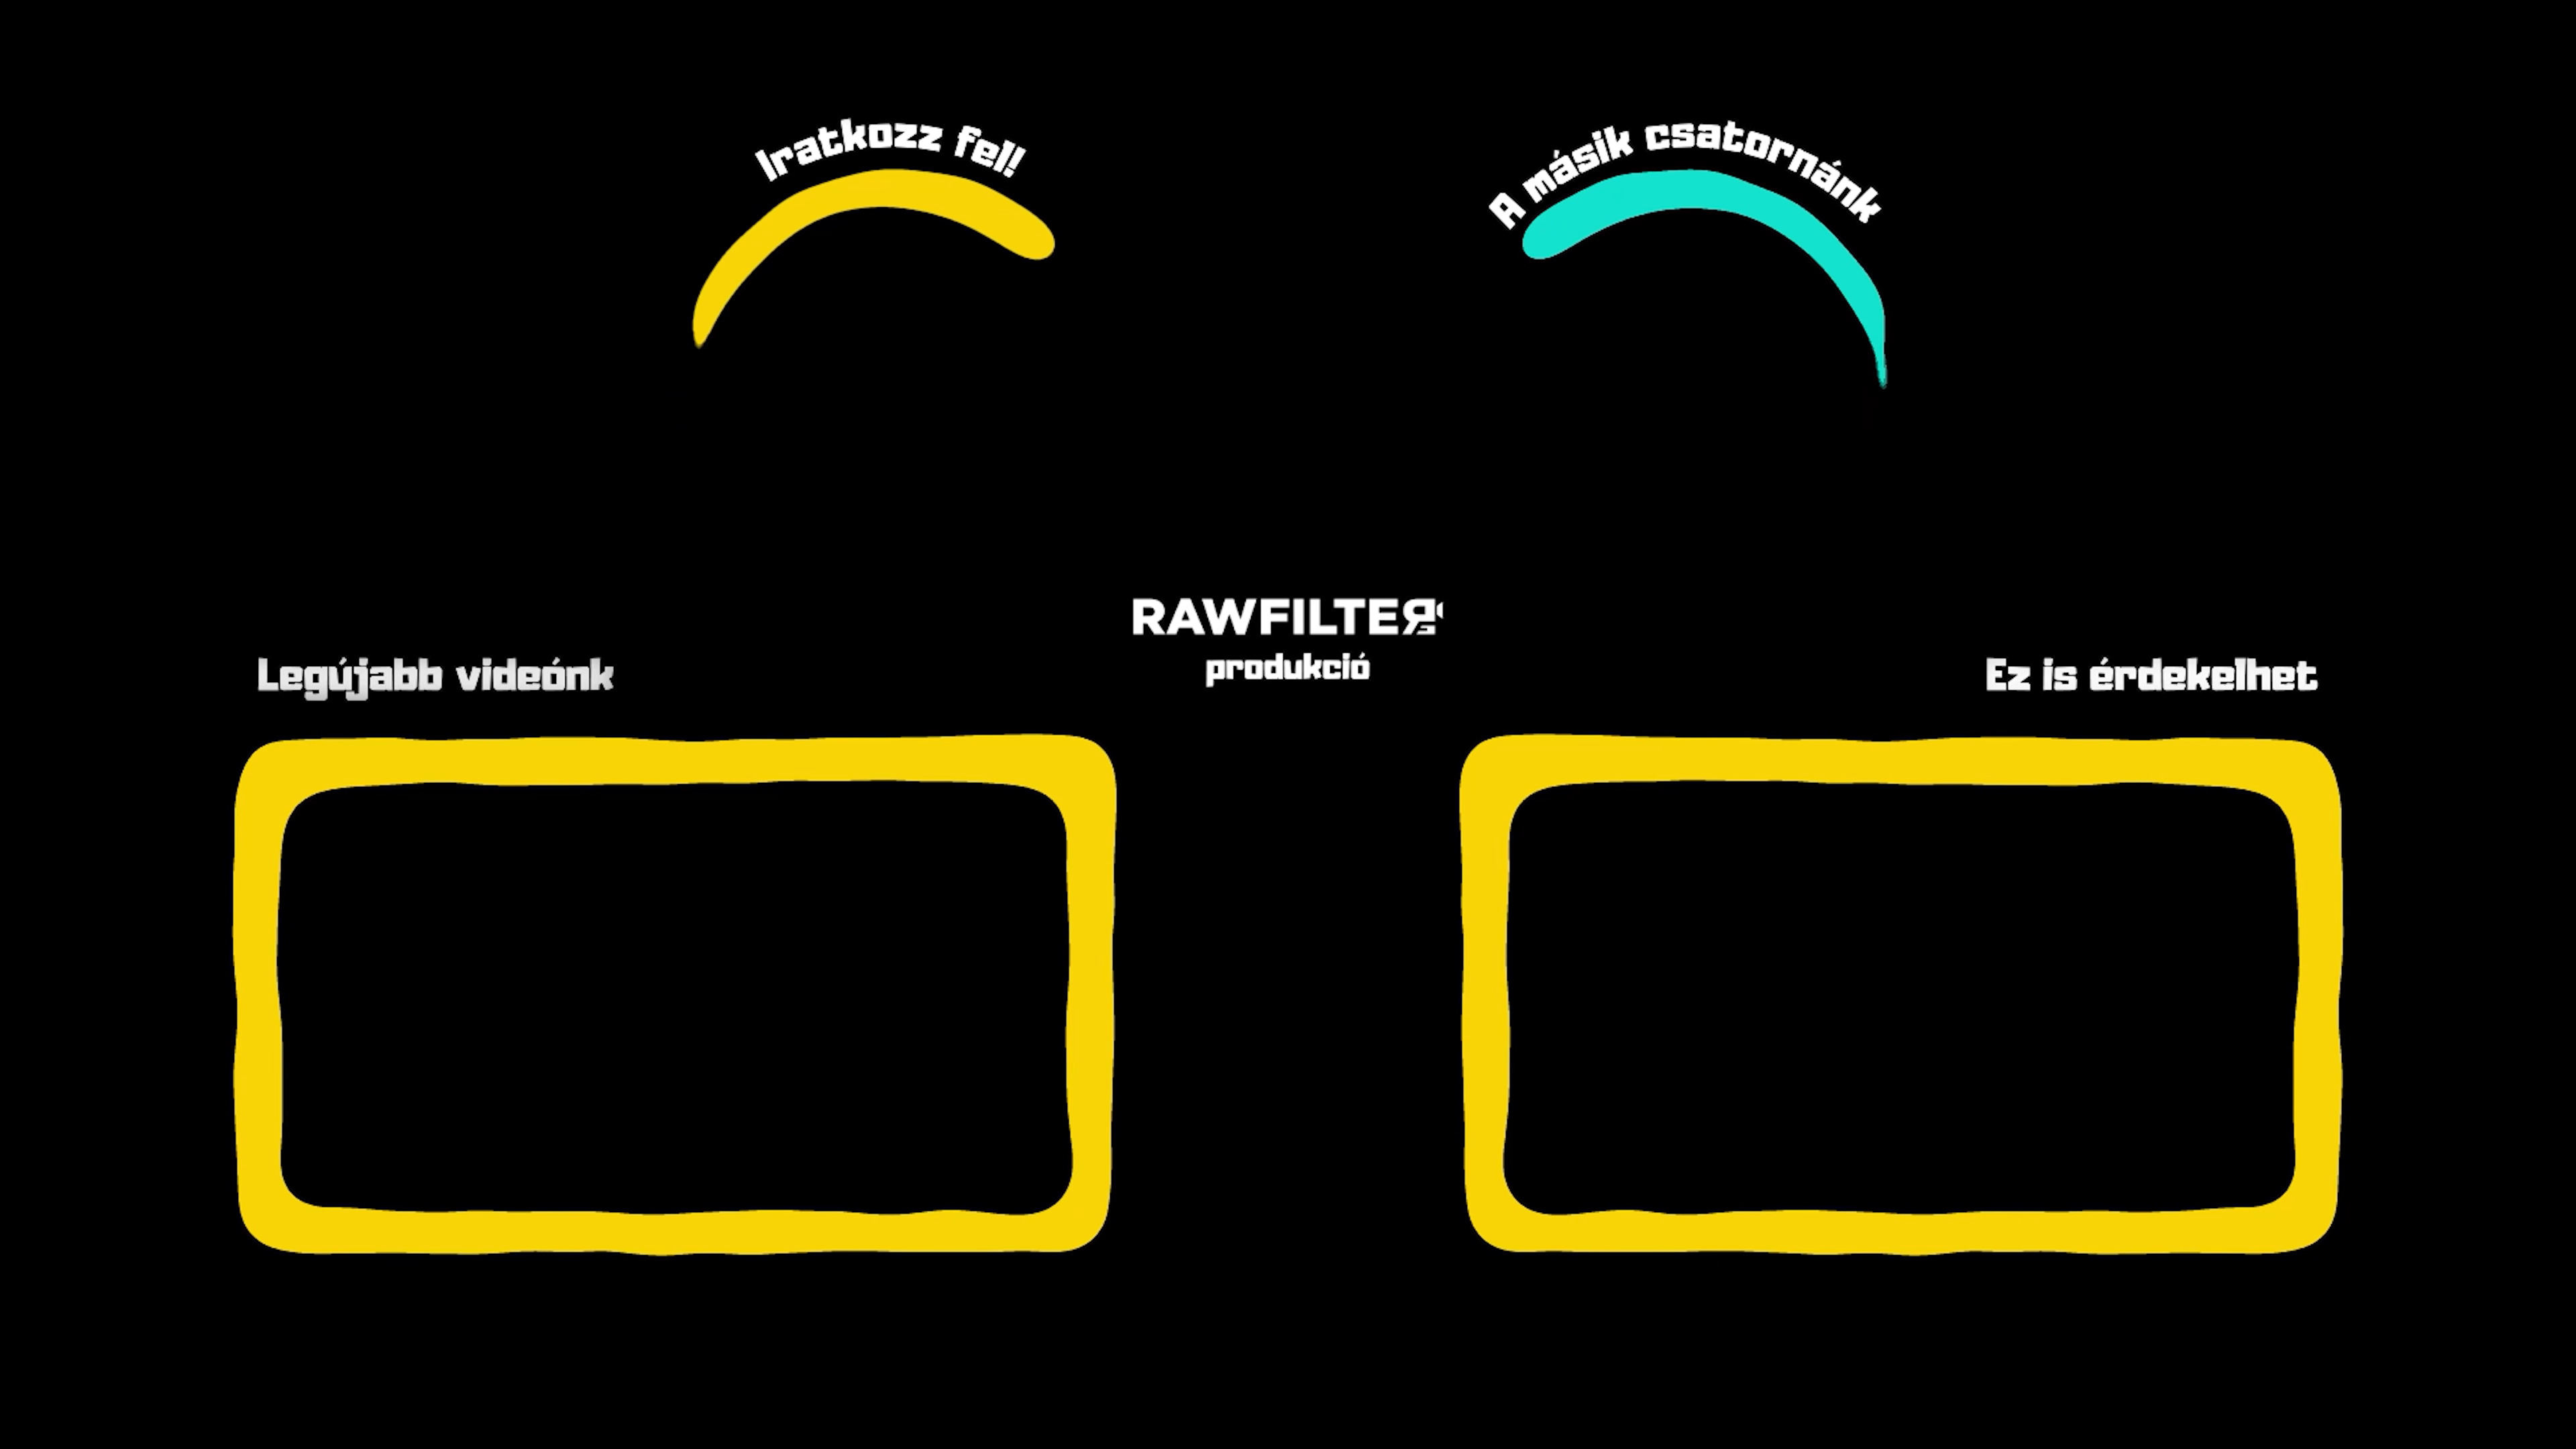 Iratkozz fel!
A másik csatornánk
RAWFILTER
produkció
Legújabb videónk
Ez is érdekelhet